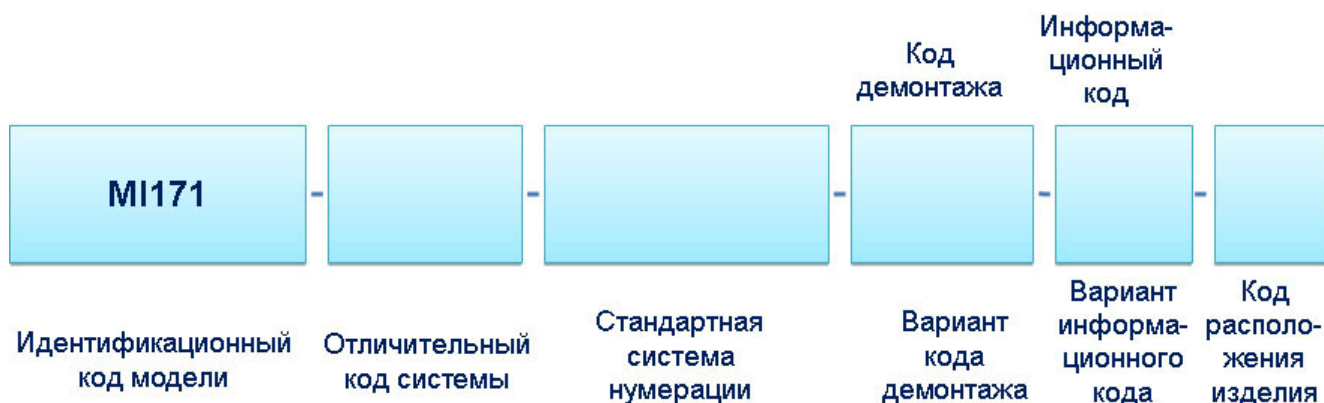 Код
демонтажа
Информа-
ционный
код
MI171
-
-
-
-
-
Идентификационный
код модели
Отличительный
код системы
Стандартная
система
нумерации
Вариант
кода
демонтажа
Вариант
информа-
ционного
кода
Код
располо-
жения
изделия